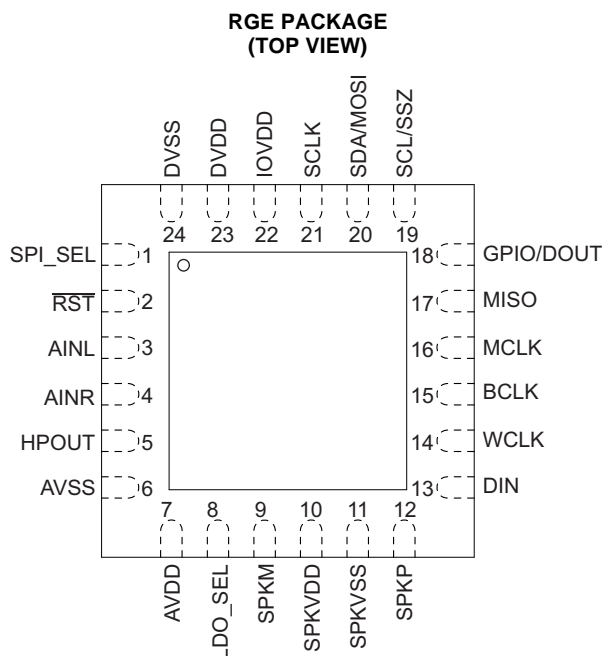 RGE PACKAGE
(TOP VIEW)
DVSS
DVDD
IOVDD
SCLK
SDA/MOSI
SCL/SSZ
24
23
22
21
20
19
SPI_SEL 1
RST 2
AINL 3
AINR 4
HPOUT 5
AVSS 6
18 GPIO/DOUT
17 MISO
16 MCLK
15 BCLK
14 WCLK
13 DIN
7
8
9
10
11
12
AVDD
LDO_SEL
SPKM
SPKVDD
SPKVSS
SPKP